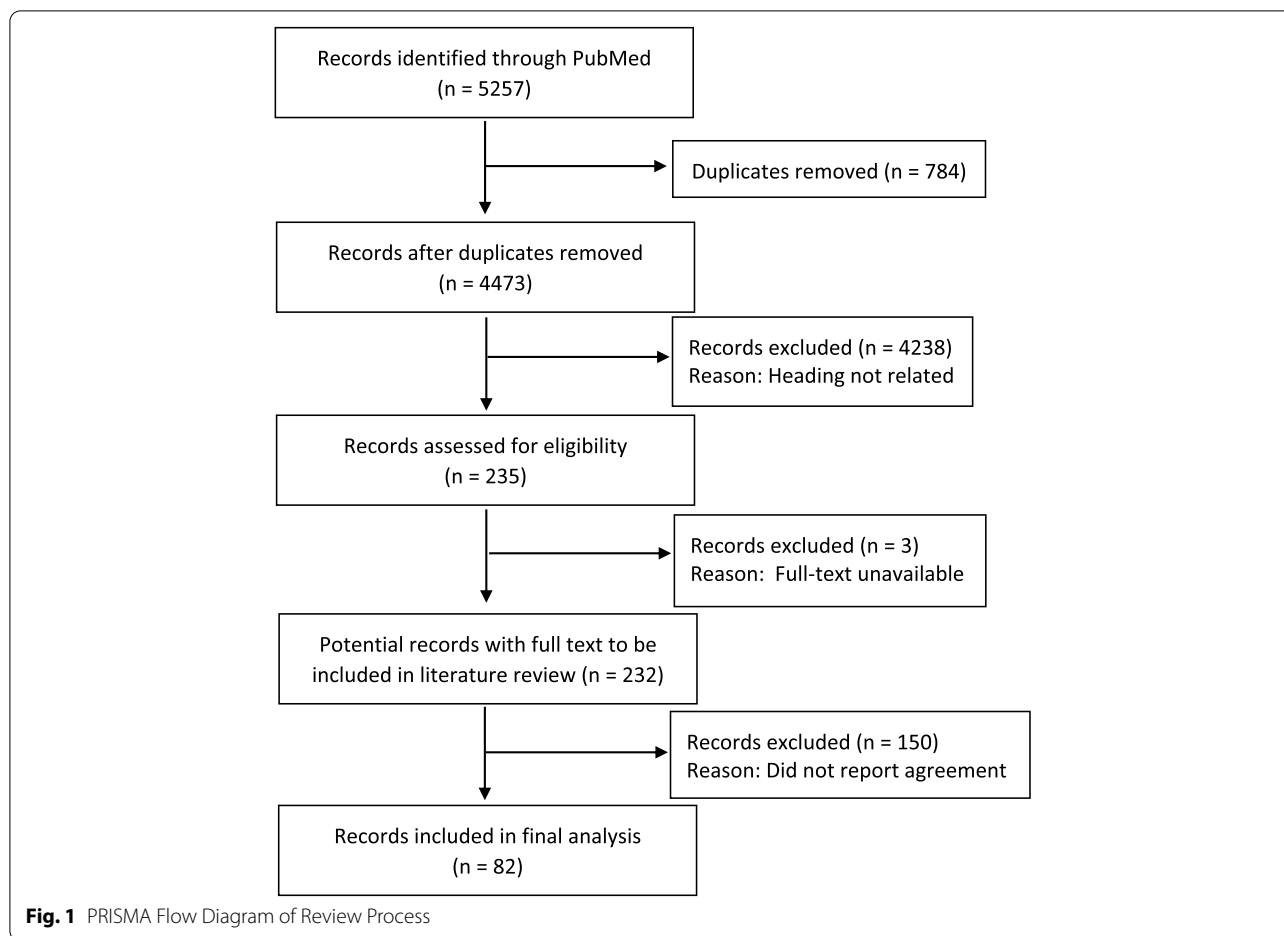 Records identified through PubMed
(n = 5257)
Duplicates removed (n = 784)
Records after duplicates removed
(n = 4473)
Records excluded (n = 4238)
Reason: Heading not related
Records assessed for eligibility
(n = 235)
Records excluded (n = 3)
Reason: Full-text unavailable
Potential records with full text to be
included in literature review (n = 232)
Records excluded (n = 150)
Reason: Did not report agreement
Records included in final analysis
(n = 82)
Fig. 1 PRISMA Flow Diagram of Review Process